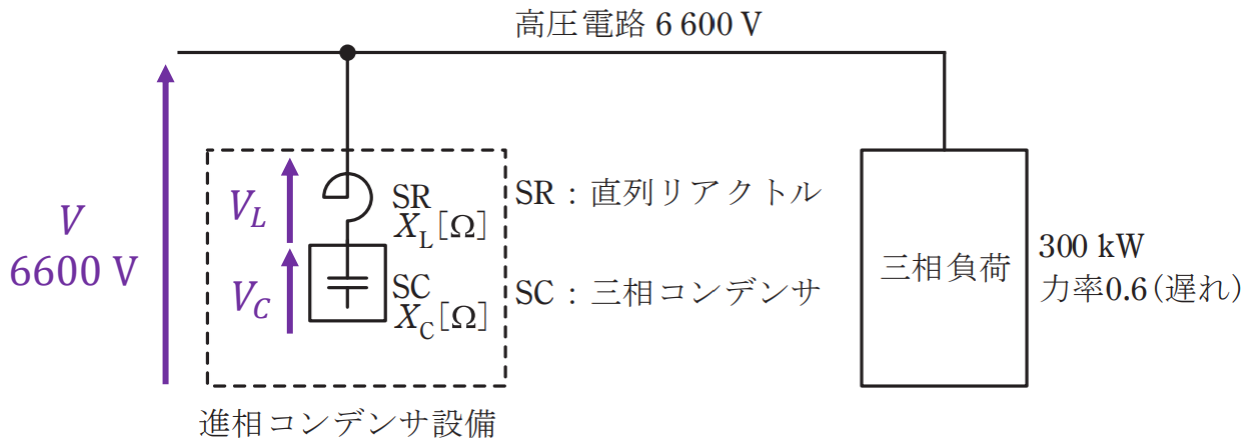 高圧電路 6 600 V
V
6600 V
V_L
V_C
SR
X_L[Ω]
SC
X_C[Ω]
SR：直列リアクトル
SC：三相コンデンサ
進相コンデンサ設備
三相負荷
300 kW
力率0.6(遅れ)